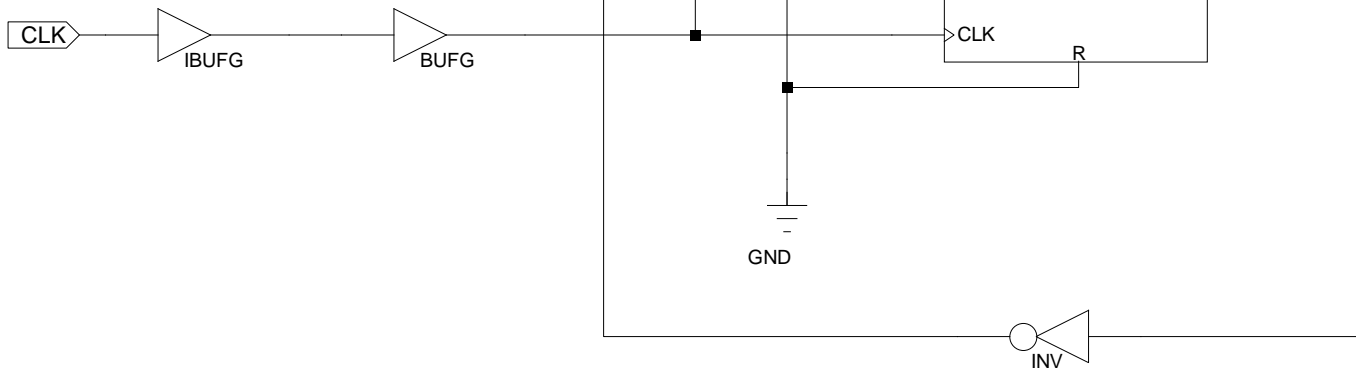 CLK
IBUFG
BUFG
CLK
R
GND
INV